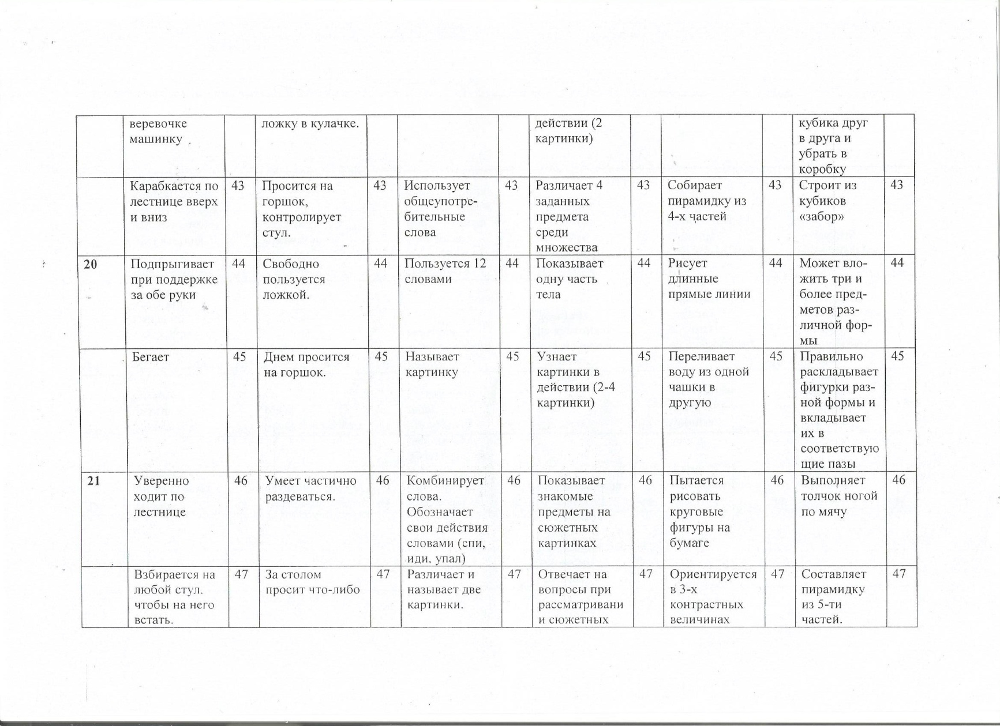 веревочке
машинку
ложку в кулачке.
действии (2
картинки)
кубика друг
в друга и
убрать в
коробку
Карабкается по
лестнице вверх
и вниз
43
Просится на
горшок,
контролирует
стул.
43
Использует
общеупотре-
бительные
слова
43
Различает 4
заданных
предмета
среди
множества
43
Собирает
пирамидку из
4-х частей
43
Строит из
кубиков
«забор»
43
20
Подпрыгивает
при поддержке
за обе руки
44
Свободно
пользуется
ложкой.
44
Пользуется 12
словами
44
Показывает
одну часть
тела
44
Рисует
длинные
прямые линии
44
Может вло-
жить три и
более пред-
метов раз-
личной фор-
мы
44
Бегает
45
Днем просится
на горшок.
45
Называет
картинку
45
Узнает
картинки в
действии (2-4
картинки)
45
Переливает
воду из одной
чашки в
другую
45
Правильно
раскладывает
фигурки раз-
ной формы и
вкладывает
их в
соответствую
щие пазы
45
21
Уверенно
ходит по
лестнице
46
Умеет частично
раздеваться.
46
Комбинирует
слова.
Обозначает
свои действия
словами (спи,
иди, упал)
46
Показывает
знакомые
предметы на
сюжетных
картинках
46
Пытается
рисовать
круговые
фигуры на
бумаге
46
Выполняет
толчок ногой
по мячу
46
Взбирается на
любой стул.
чтобы на него
встать.
47
За столом
просит что-либо
47
Различает и
называет две
картинки.
47
Отвечает на
вопросы при
рассматривани
и сюжетных
47
Ориентируется
в 3-х
контрастных
величинах
47
Составляет
пирамидку
из 5-ти
частей.
47